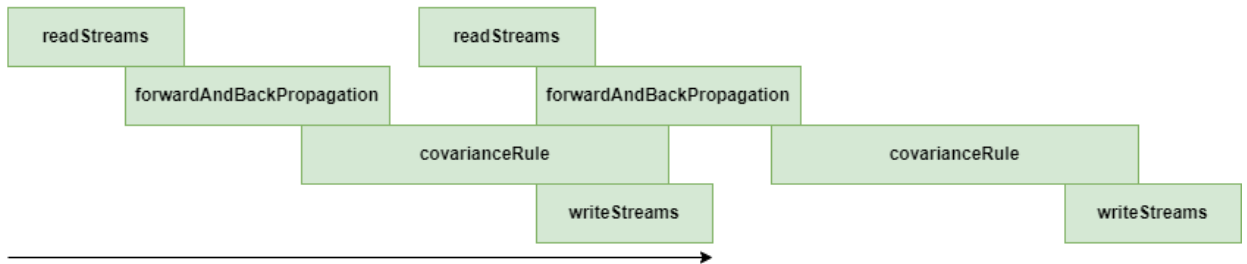 readStreams
readStreams
forwardAndBackPropagation
forwardAndBackPropagation
covarianceRule
covarianceRule
writeStreams
writeStreams